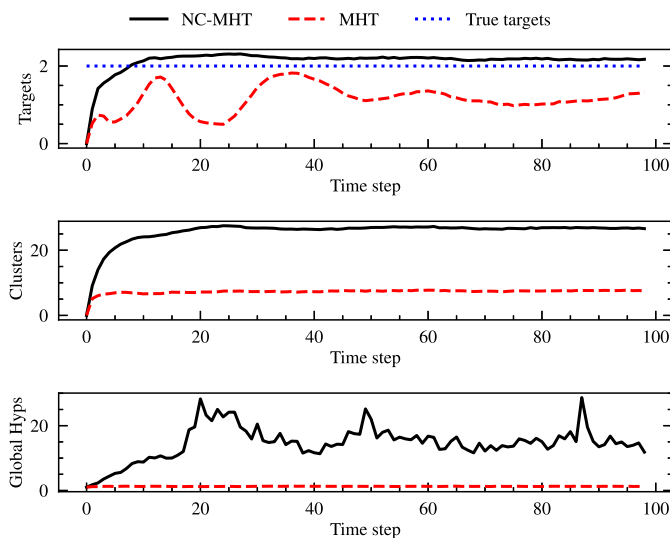 NC-MHT MHT True targets
Targets
2
0
0 20 40 60 80 100
Time step
Clusters
20
0
0 20 40 60 80 100
Time step
Global Hyps
20
0
0 20 40 60 80 100
Time step